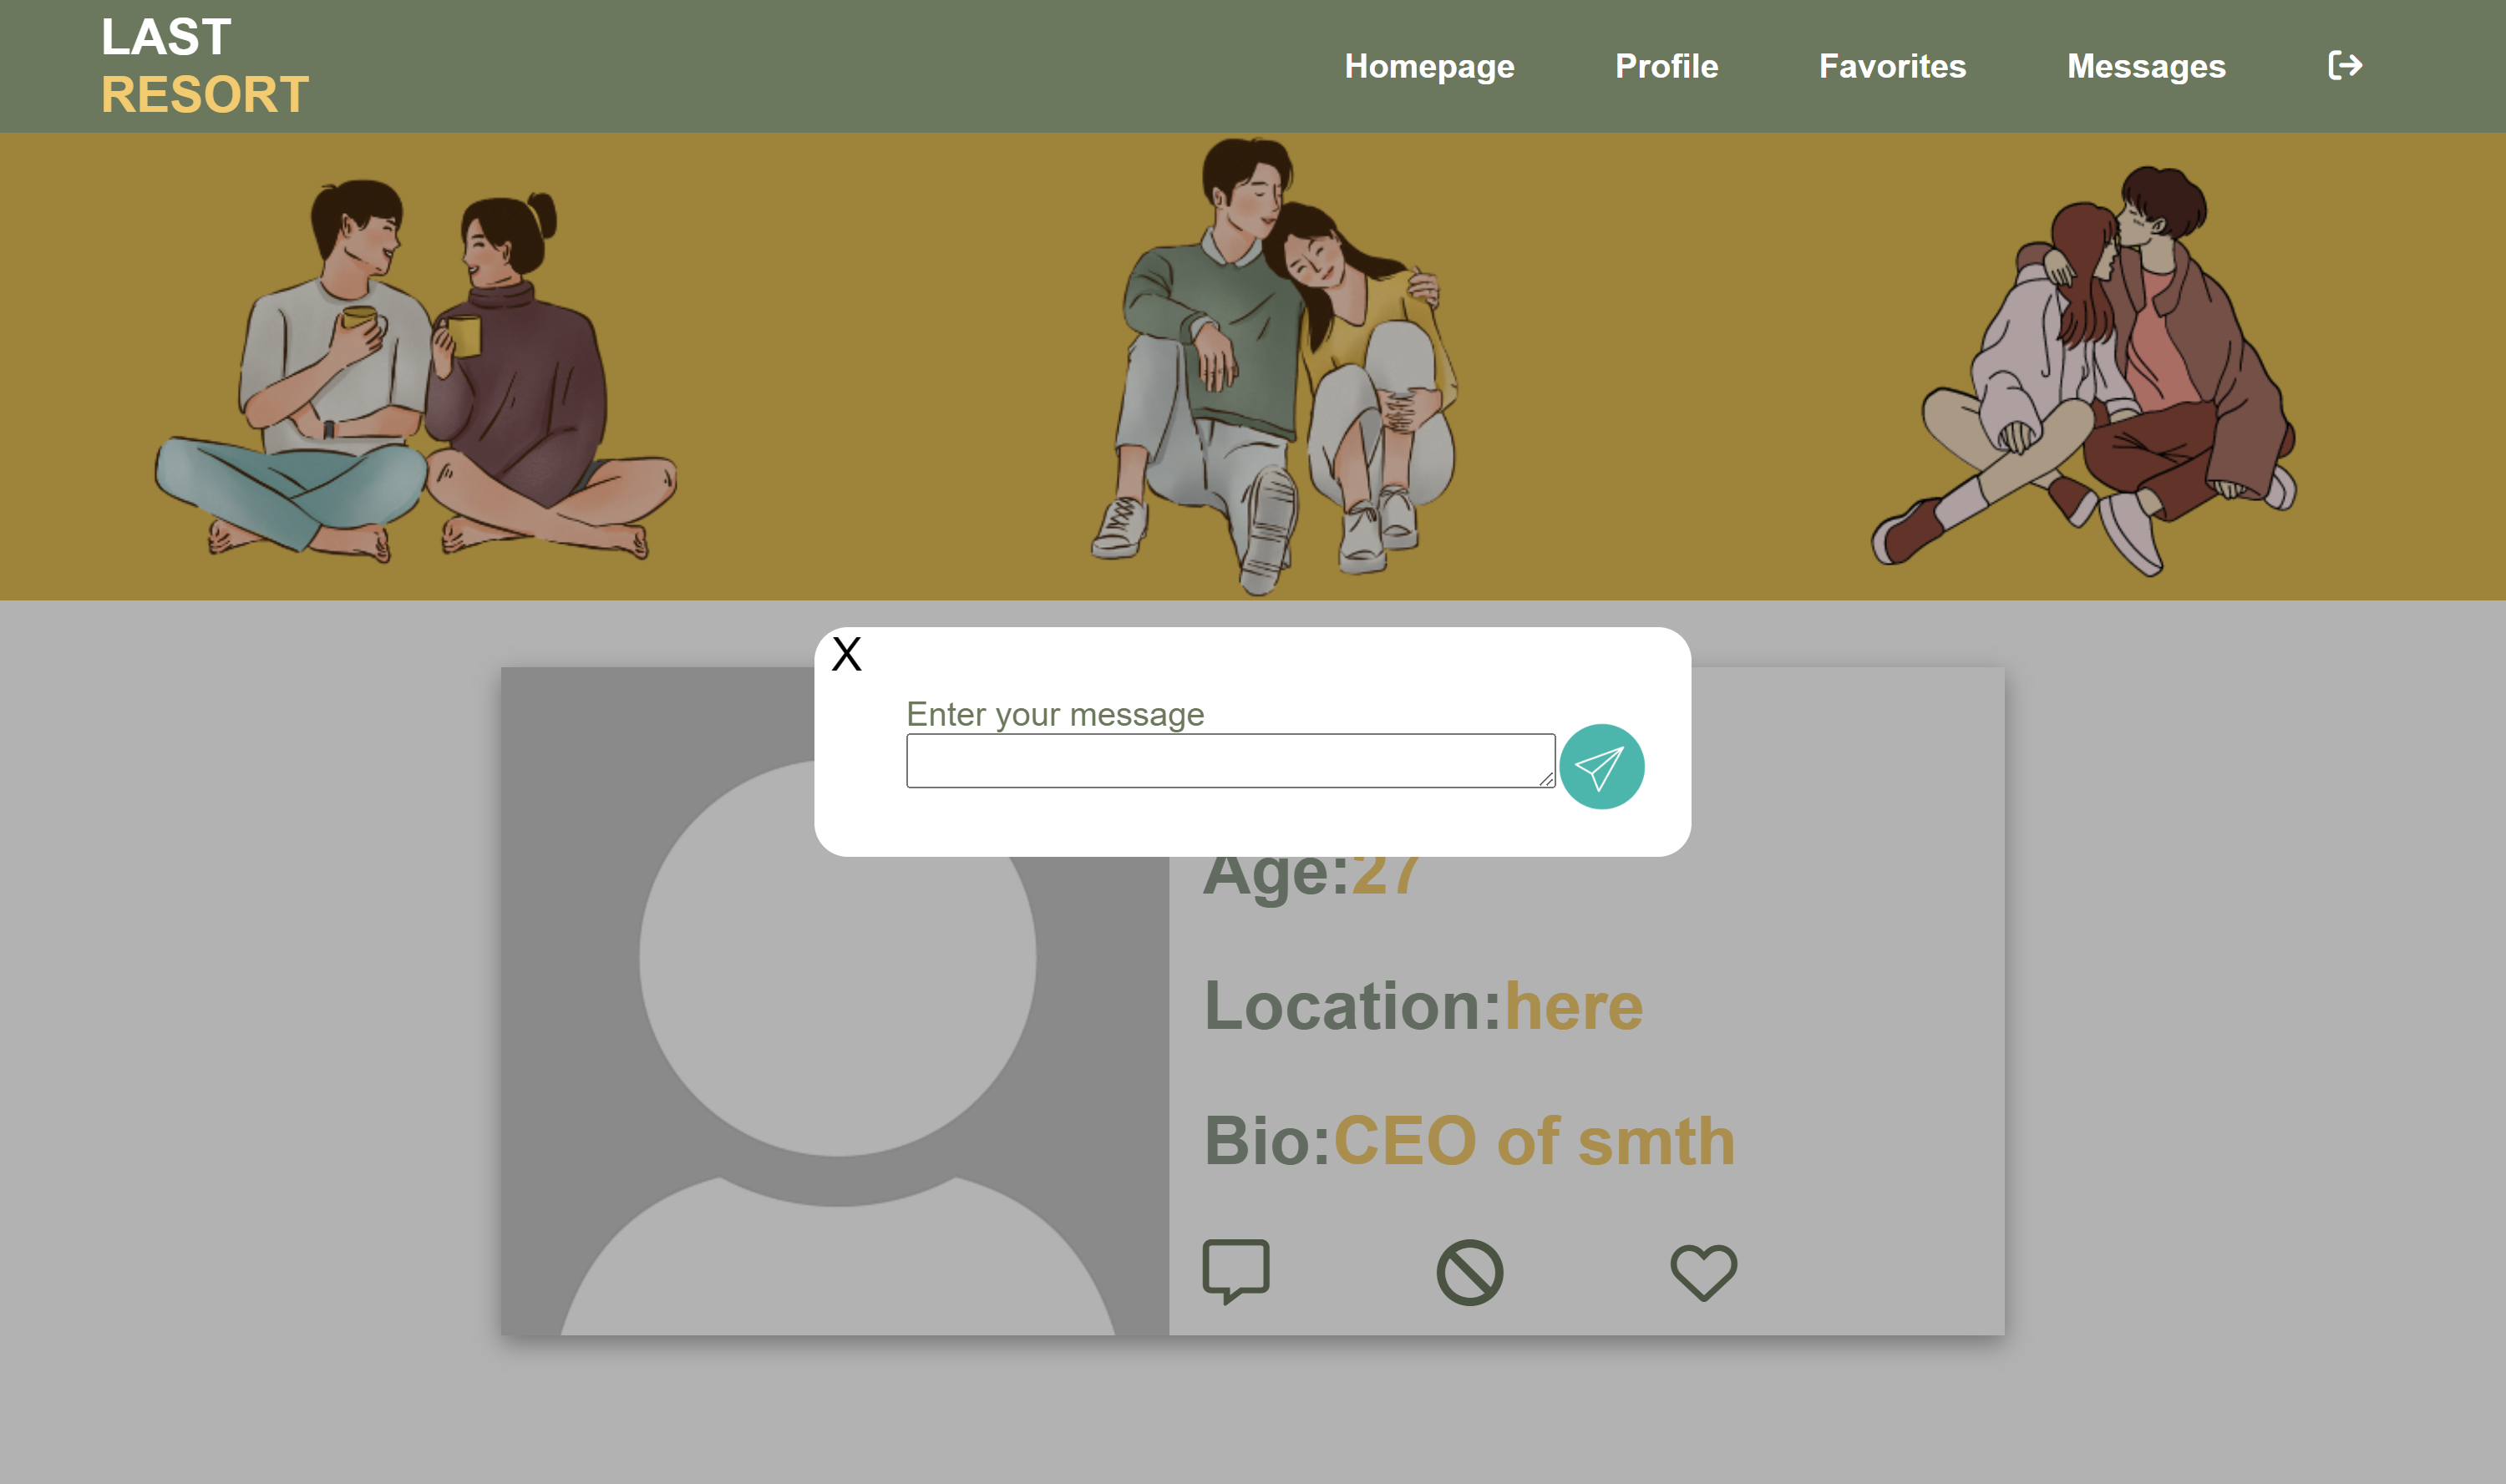 LAST
RESORT
Homepage Profile Favorites Messages
X
Enter your message
Age:27
Location:here
Bio:CEO of smth